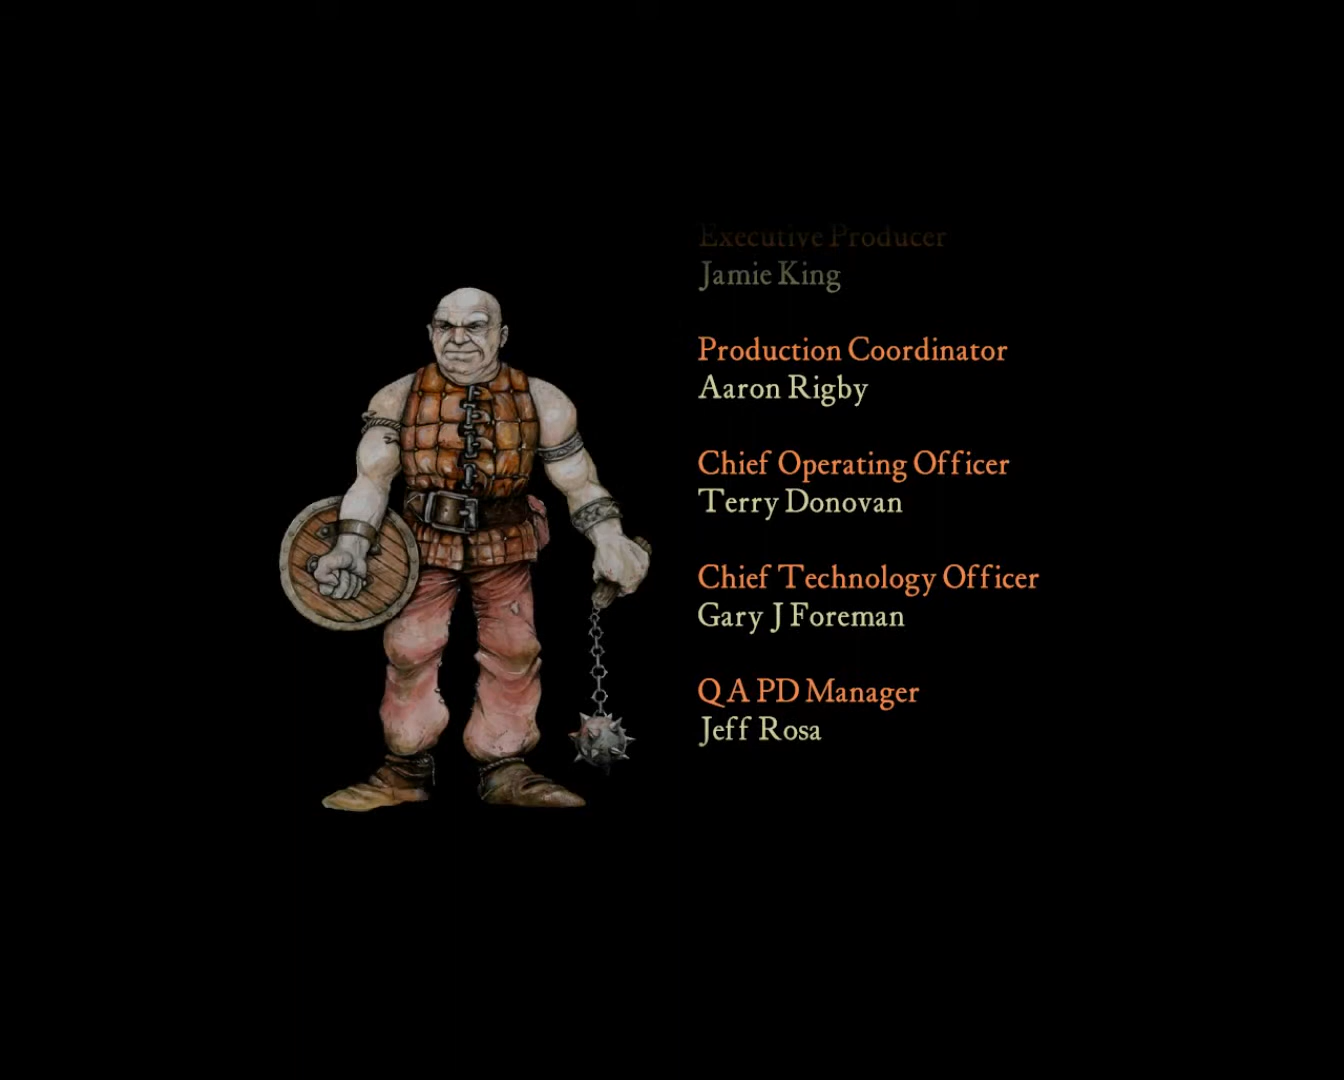 Executive Producer
Jamie King
Production Coordinator
Aaron Rigby
Chief Operating Officer
Terry Donovan
Chief Technology Officer
Gary J Foreman
QA PD Manager
Jeff Rosa